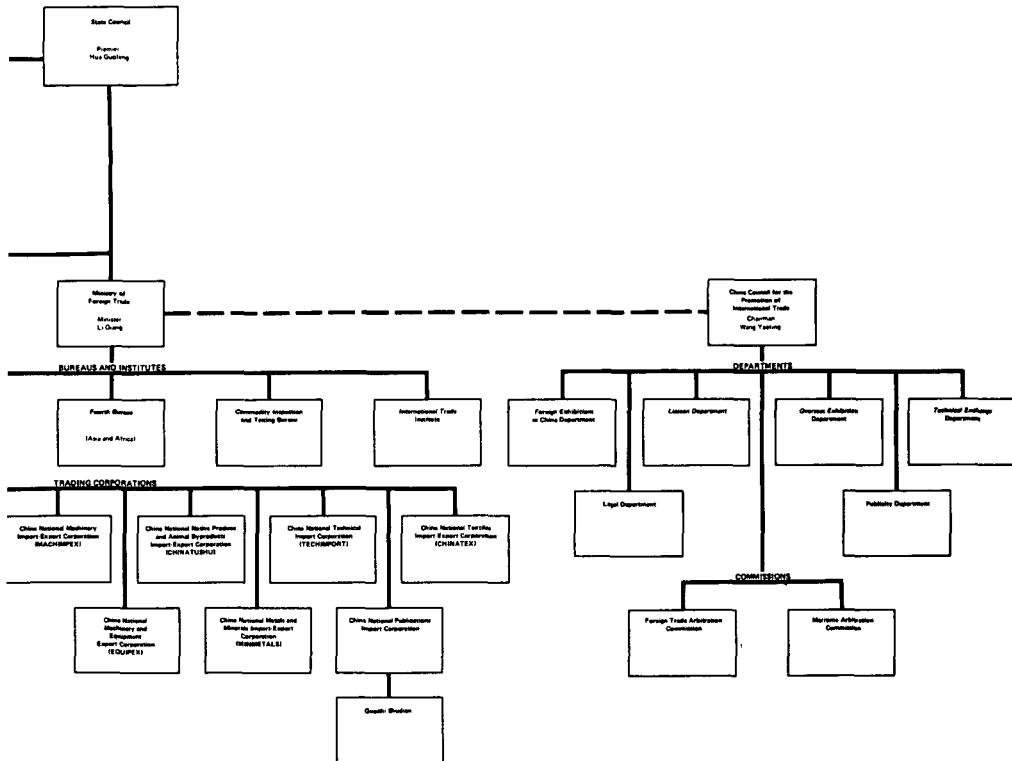 State Council
Premier
Hua Guofeng
Ministry of
Foreign Trade
Minister
Li Qiang
China Council for the
Promotion of
International Trade
Chairman
Wang Yaoting
BUREAUS AND INSTITUTES
DEPARTMENTS
Fourth Bureau
(Asia and Africa)
Commodity Inspection
and Testing Bureau
International Trade
Institute
Foreign Exhibitions
in China Department
Liaison Department
Overseas Exhibition
Department
Technical Exchange
Department
Legal Department
Publicity Department
TRADING CORPORATIONS
China National Machinery
Import-Export Corporation
(MACHIMPEX)
China National Native Produce
and Animal Byproducts
Import-Export Corporation
(CHINATUSHU)
China National Technical
Import Corporation
(TECHIMPORT)
China National Textiles
Import-Export Corporation
(CHINATEX)
COMMISSIONS
China National
Machinery and
Equipment
Export Corporation
(EQUIPEX)
China National Metals and
Minerals Import-Export
Corporation
(MINMETALS)
China National Publications
Import Corporation
Foreign Trade Arbitration
Commission
Maritime Arbitration
Commission
Guozhi Shudian